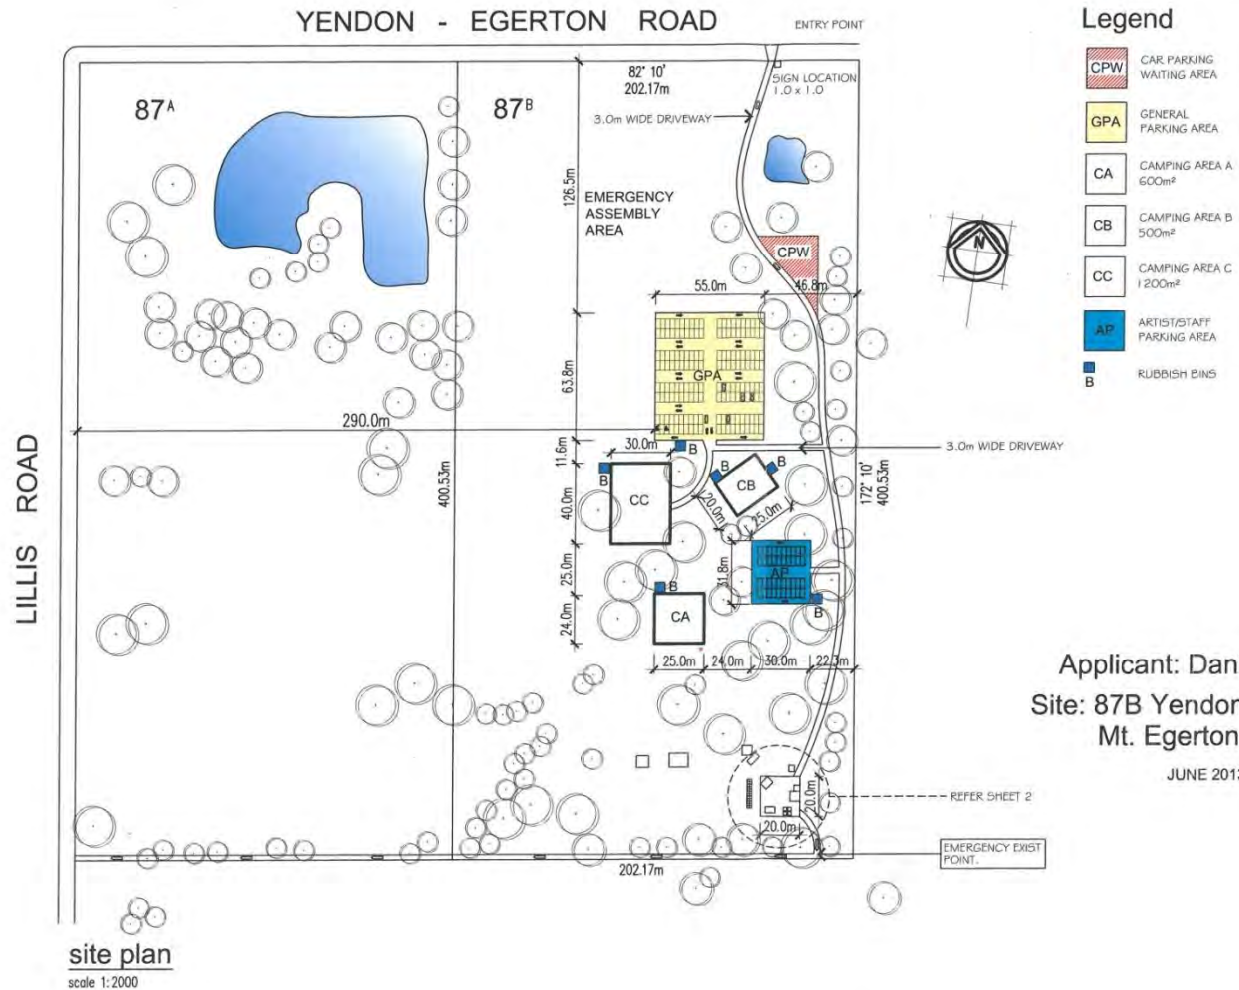 YENDON - EGERTON ROAD
ENTRY POINT
87A
87B
82° 10'
202.17m
SIGN LOCATION
1.0 x 1.0
3.0m WIDE DRIVEWAY
126.5m
EMERGENCY
ASSEMBLY
AREA
CPW
55.0m
46.8m
63.8m
GPA
290.0m
400.53m
11.6m
30.0m
B
B
B
B
3.0m WIDE DRIVEWAY
172° 10'
400.53m
40.0m
CC
CB
20.0m
25.0m
25.0m
31.8m
AP
B
B
24.0m
CA
25.0m
24.0m
30.0m
22.3m
LILLIS ROAD
20.0m
20.0m
REFER SHEET 2
EMERGENCY EXIST
POINT.
202.17m
site plan
scale 1:2000
N
Legend
CPW
CAR PARKING
WAITING AREA
GPA
GENERAL
PARKING AREA
CA
CAMPING AREA A
600m²
CB
CAMPING AREA B
500m²
CC
CAMPING AREA C
1200m²
AP
ARTIST/STAFF
PARKING AREA
B
RUBBISH BINS
Applicant: Dan
Site: 87B Yendon
Mt. Egerton
JUNE 2013